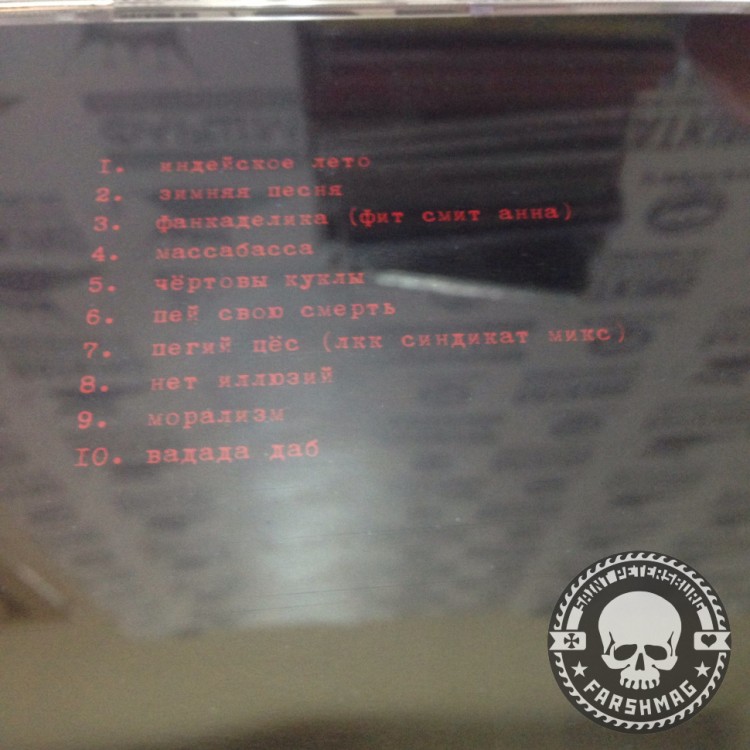 1. индейское лето
2. зимняя песня
3. фанкаделика (фит смит анна)
4. массабасса
5. чёртовы куклы
6. пей свою смерть
7. пегий пёс (лкк синдикат микс)
8. нет иллюзий
9. морализм
10. вадада даб
SAINT PETERSBURG
FARSHMAG